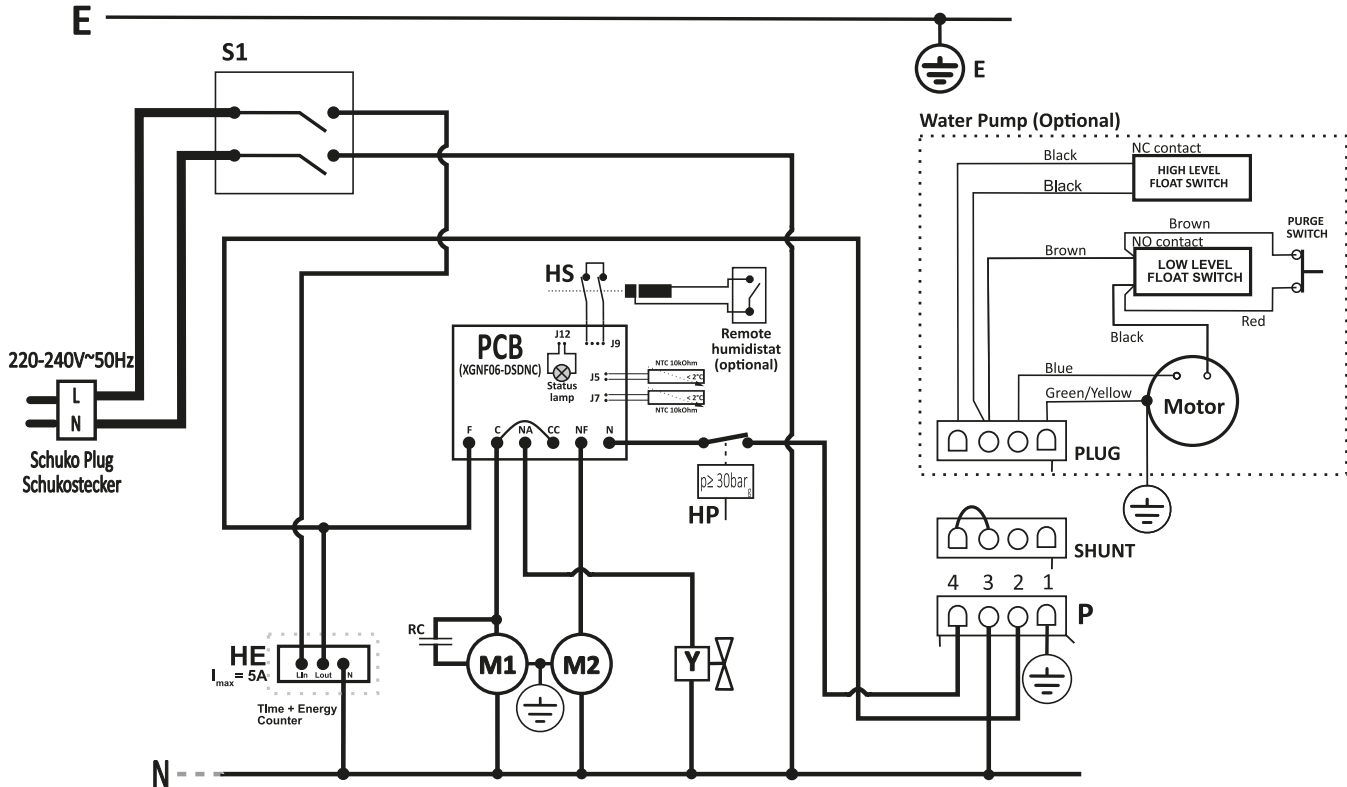 E
S1
E
Water Pump (Optional)
NC contact
Black
HIGH LEVEL
FLOAT SWITCH
Black
Brown
PURGE
SWITCH
NO contact
Brown
LOW LEVEL
FLOAT SWITCH
Red
Black
HS
Remote
humidistat
(optional)
PCB
(XGNF06-DSDNC)
J12
J9
Status
lamp
J5
NTC 10kOhm
< 2°C
J7
< 2°C
NTC 10kOhm
220-240V~50Hz
L
N
Schuko Plug
Schukostecker
F
C
NA
CC
NF
N
Blue
Green/Yellow
Motor
PLUG
p≥ 30bar
HP
SHUNT
4
3
2
1
P
RC
M1
M2
Y
HE
Imax = 5A
LIn
Lout
N
TIme + Energy
Counter
N